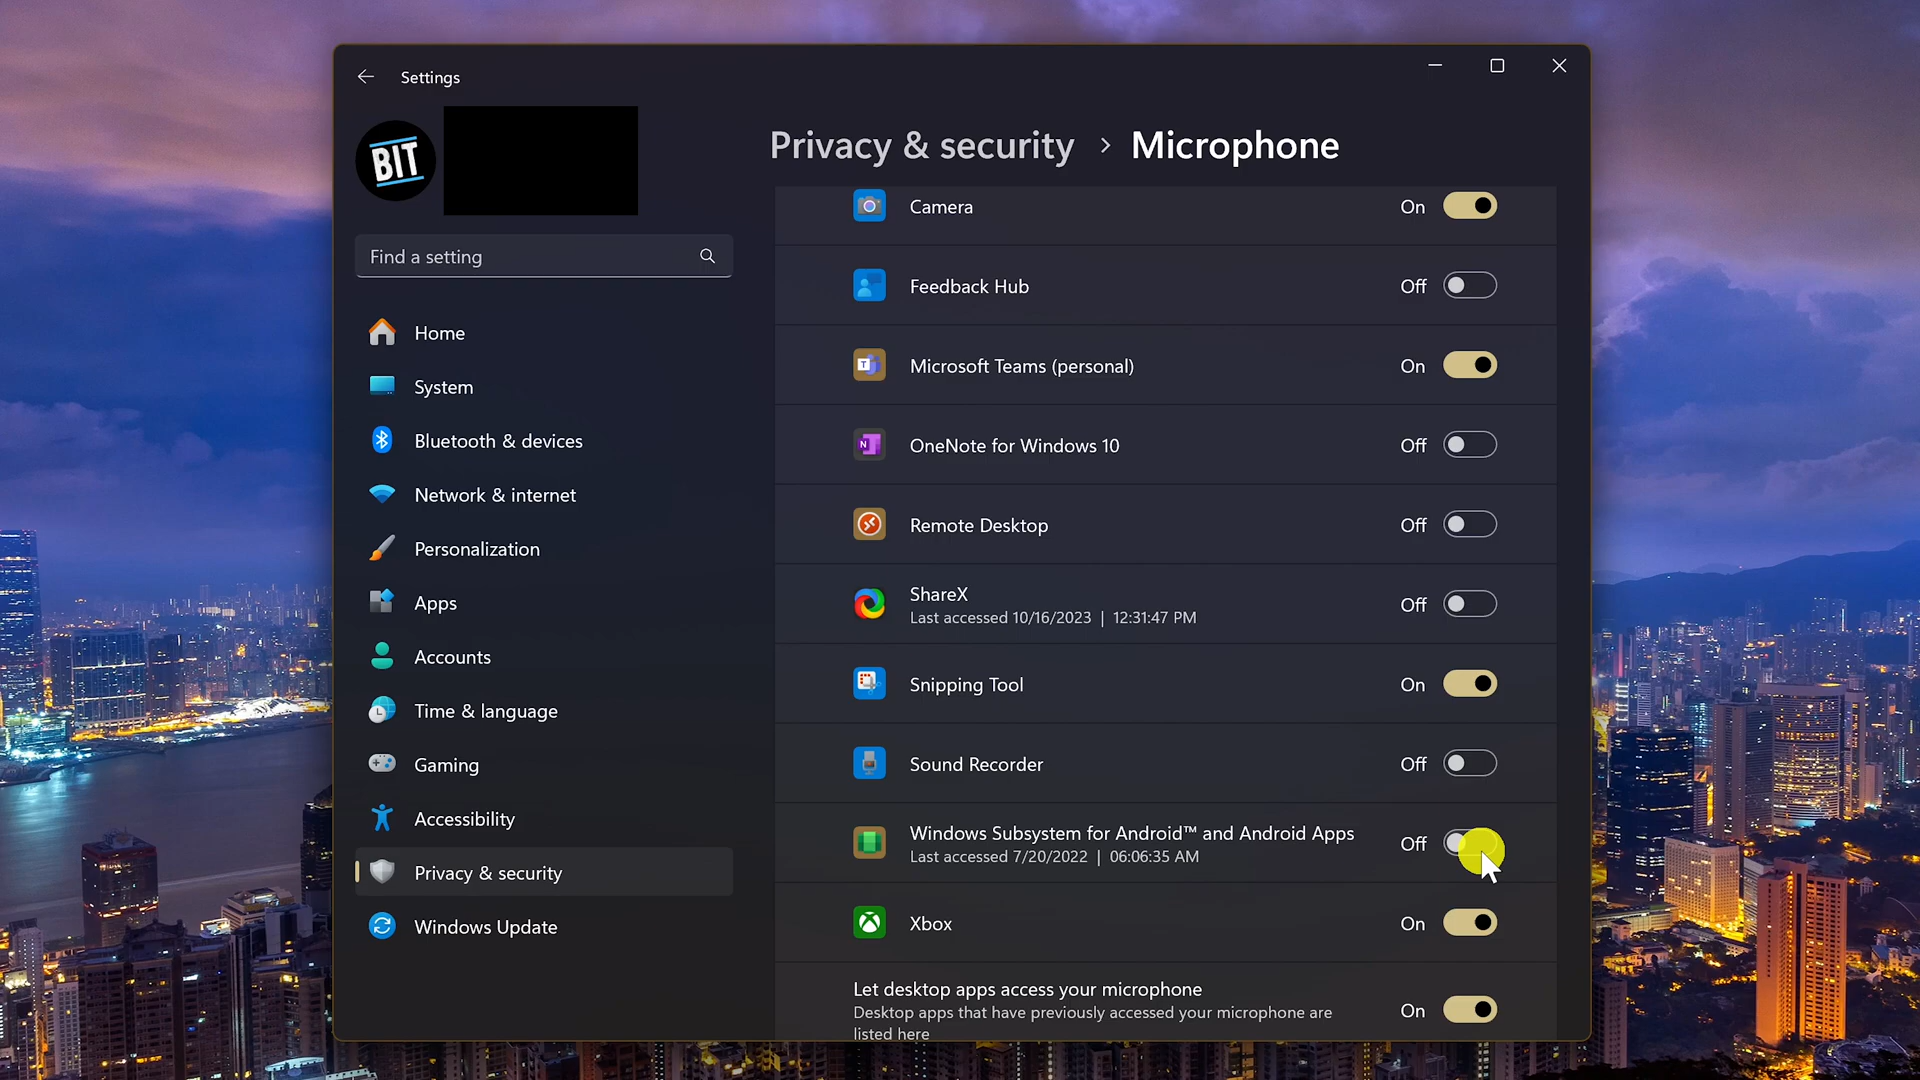 Settings
BIT
Find a setting
Home
System
Bluetooth & devices
Network & internet
Personalization
Apps
Accounts
Time & language
Gaming
Accessibility
Privacy & security
Windows Update
Privacy & security › Microphone
Camera On
Feedback Hub Off
Microsoft Teams (personal) On
OneNote for Windows 10 Off
Remote Desktop Off
ShareX
Last accessed 10/16/2023 | 12:31:47 PM
Off
Snipping Tool On
Sound Recorder Off
Windows Subsystem for Android™ and Android Apps
Last accessed 7/20/2022 | 06:06:35 AM
Off
Xbox On
Let desktop apps access your microphone
Desktop apps that have previously accessed your microphone are
listed here
On